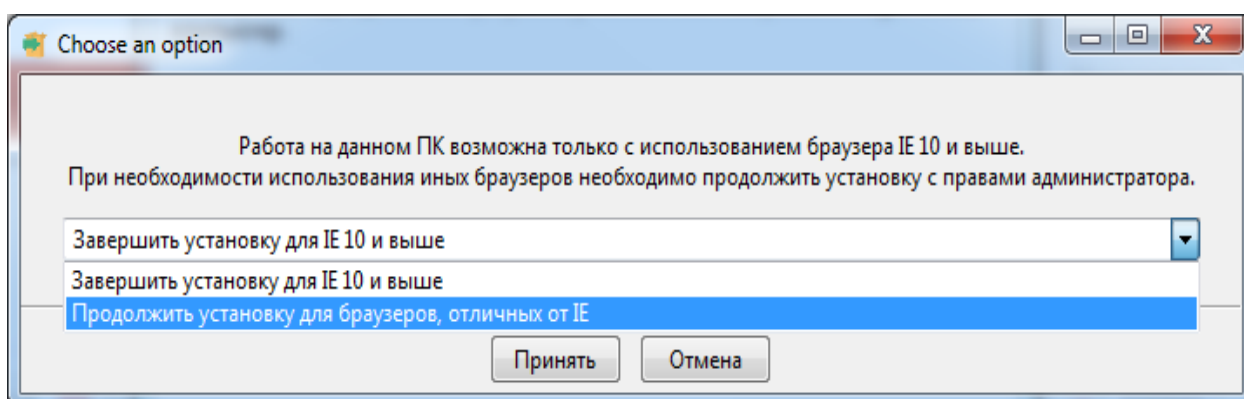 Choose an option
Работа на данном ПК возможна только с использованием браузера IE 10 и выше.
При необходимости использования иных браузеров необходимо продолжить установку с правами администратора.
Завершить установку для IE 10 и выше
Завершить установку для IE 10 и выше
Продолжить установку для браузеров, отличных от IE
Принять Отмена